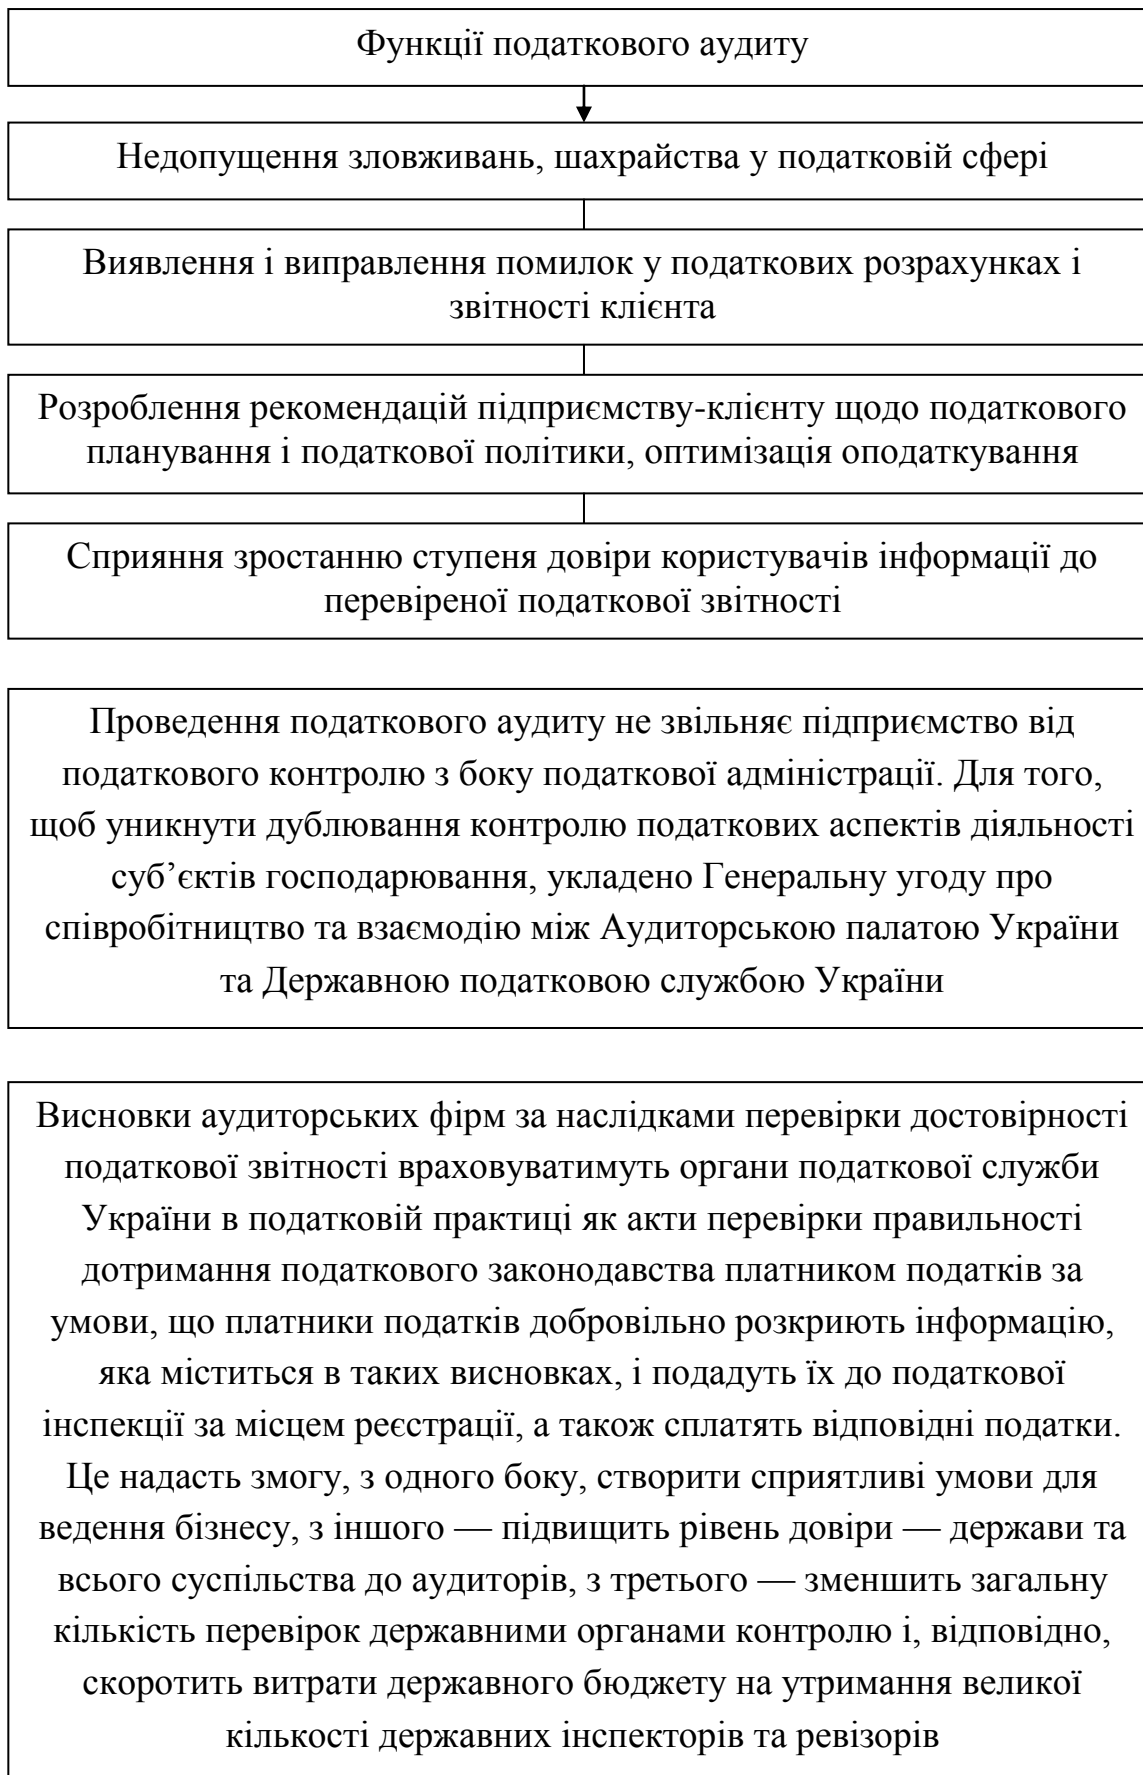 Функції податкового аудиту
Недопущення зловживань, шахрайства у податковій сфері
Виявлення і виправлення помилок у податкових розрахунках і
звітності клієнта
Розроблення рекомендацій підприємству-клієнту щодо податкового
планування і податкової політики, оптимізація оподаткування
Сприяння зростанню ступеня довіри користувачів інформації до
перевіреної податкової звітності
Проведення податкового аудиту не звільняє підприємство від
податкового контролю з боку податкової адміністрації. Для того,
щоб уникнути дублювання контролю податкових аспектів діяльності
суб’єктів господарювання, укладено Генеральну угоду про
співробітництво та взаємодію між Аудиторською палатою України
та Державною податковою службою України
Висновки аудиторських фірм за наслідками перевірки достовірності
податкової звітності враховуватимуть органи податкової служби
України в податковій практиці як акти перевірки правильності
дотримання податкового законодавства платником податків за
умови, що платники податків добровільно розкриють інформацію,
яка міститься в таких висновках, і подадуть їх до податкової
інспекції за місцем реєстрації, а також сплатять відповідні податки.
Це надасть змогу, з одного боку, створити сприятливі умови для
ведення бізнесу, з іншого — підвищить рівень довіри — держави та
всього суспільства до аудиторів, з третього — зменшить загальну
кількість перевірок державними органами контролю і, відповідно,
скоротить витрати державного бюджету на утримання великої
кількості державних інспекторів та ревізорів